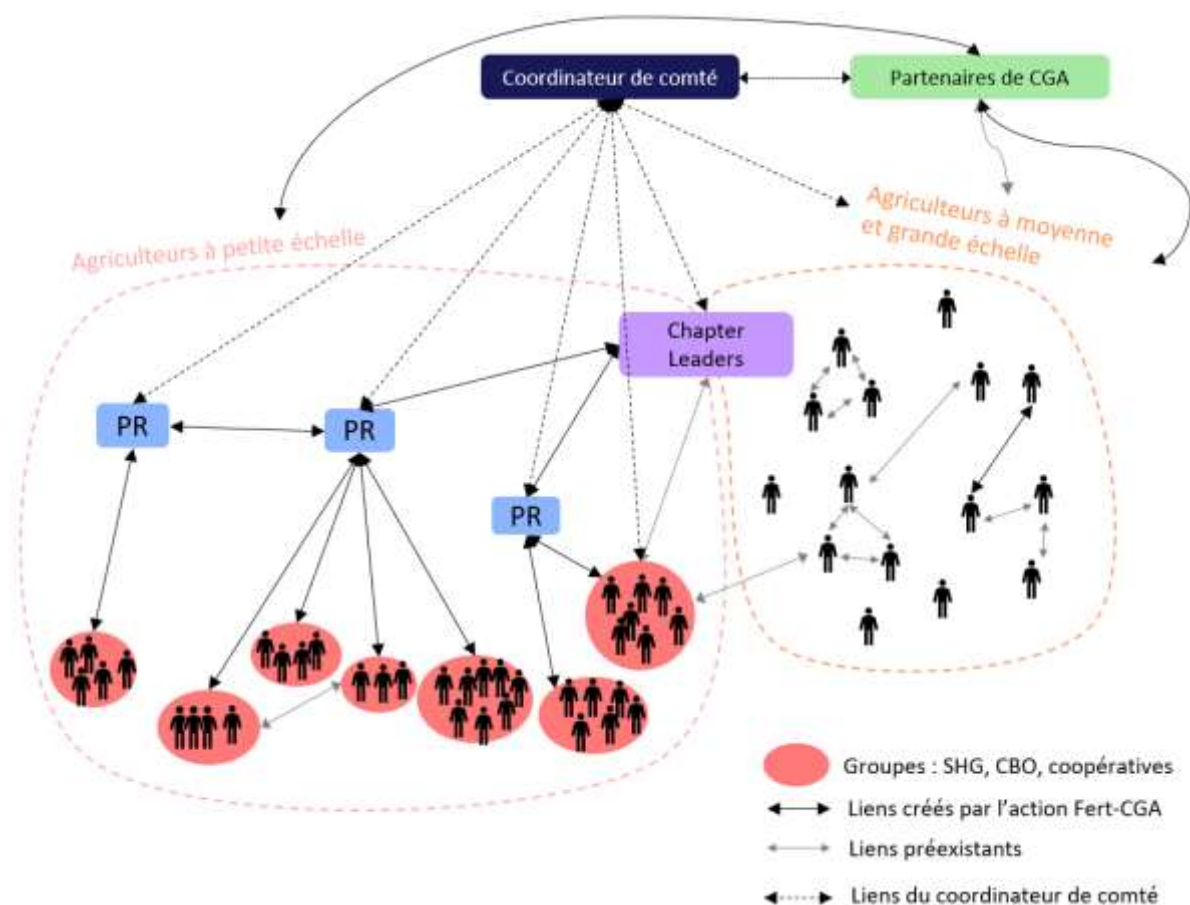 Coordinateur de comté
Partenaires de CGA
Agriculteurs à petite échelle
Agriculteurs à moyenne
et grande échelle
Chapter
Leaders
PR
PR
PR
Groupes : SHG, CBO, coopératives
Liens créés par l'action Fert-CGA
Liens préexistants
Liens du coordinateur de comté